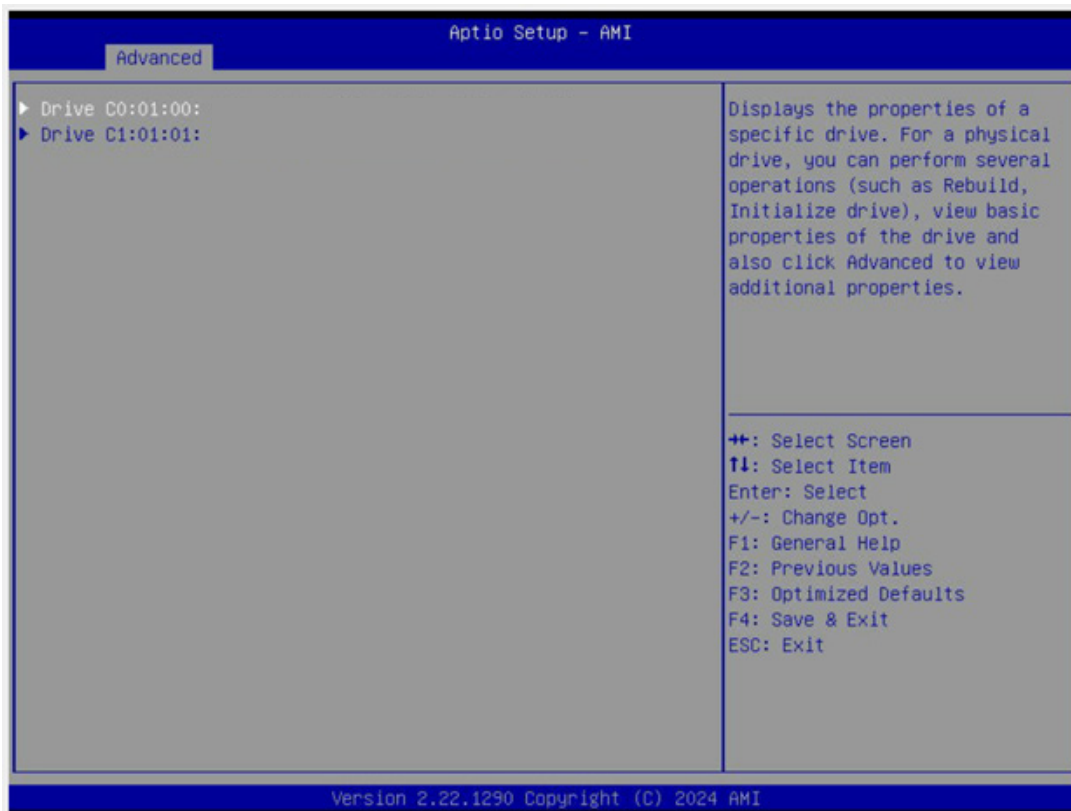 Aptio Setup - AMI
Advanced
Drive C0:01:00:
Drive C1:01:01:
Displays the properties of a
specific drive. For a physical
drive, you can perform several
operations (such as Rebuild,
Initialize drive), view basic
properties of the drive and
also click Advanced to view
additional properties.
→←: Select Screen
↑↓: Select Item
Enter: Select
+/-: Change Opt.
F1: General Help
F2: Previous Values
F3: Optimized Defaults
F4: Save & Exit
ESC: Exit
Version 2.22.1290 Copyright (C) 2024 AMI